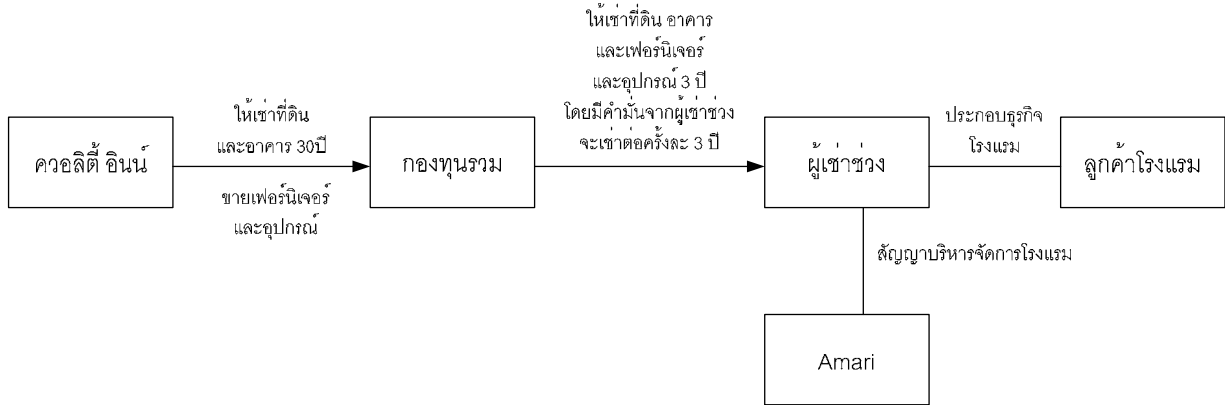 ควอลิตี้ อินน์
ให้เช่าที่ดิน
และอาคาร 30ปี
ขายเฟอร์นิเจอร์
และอุปกรณ์
กองทุนรวม
ให้เช่าที่ดิน อาคาร
และเฟอร์นิเจอร์
และอุปกรณ์ 3 ปี
โดยมีคำมั่นจากผู้เช่าช่วง
จะเช่าต่อครั้งละ 3 ปี
ผู้เช่าช่วง
ประกอบธุรกิจ
โรงแรม
ลูกค้าโรงแรม
สัญญาบริหารจัดการโรงแรม
Amari